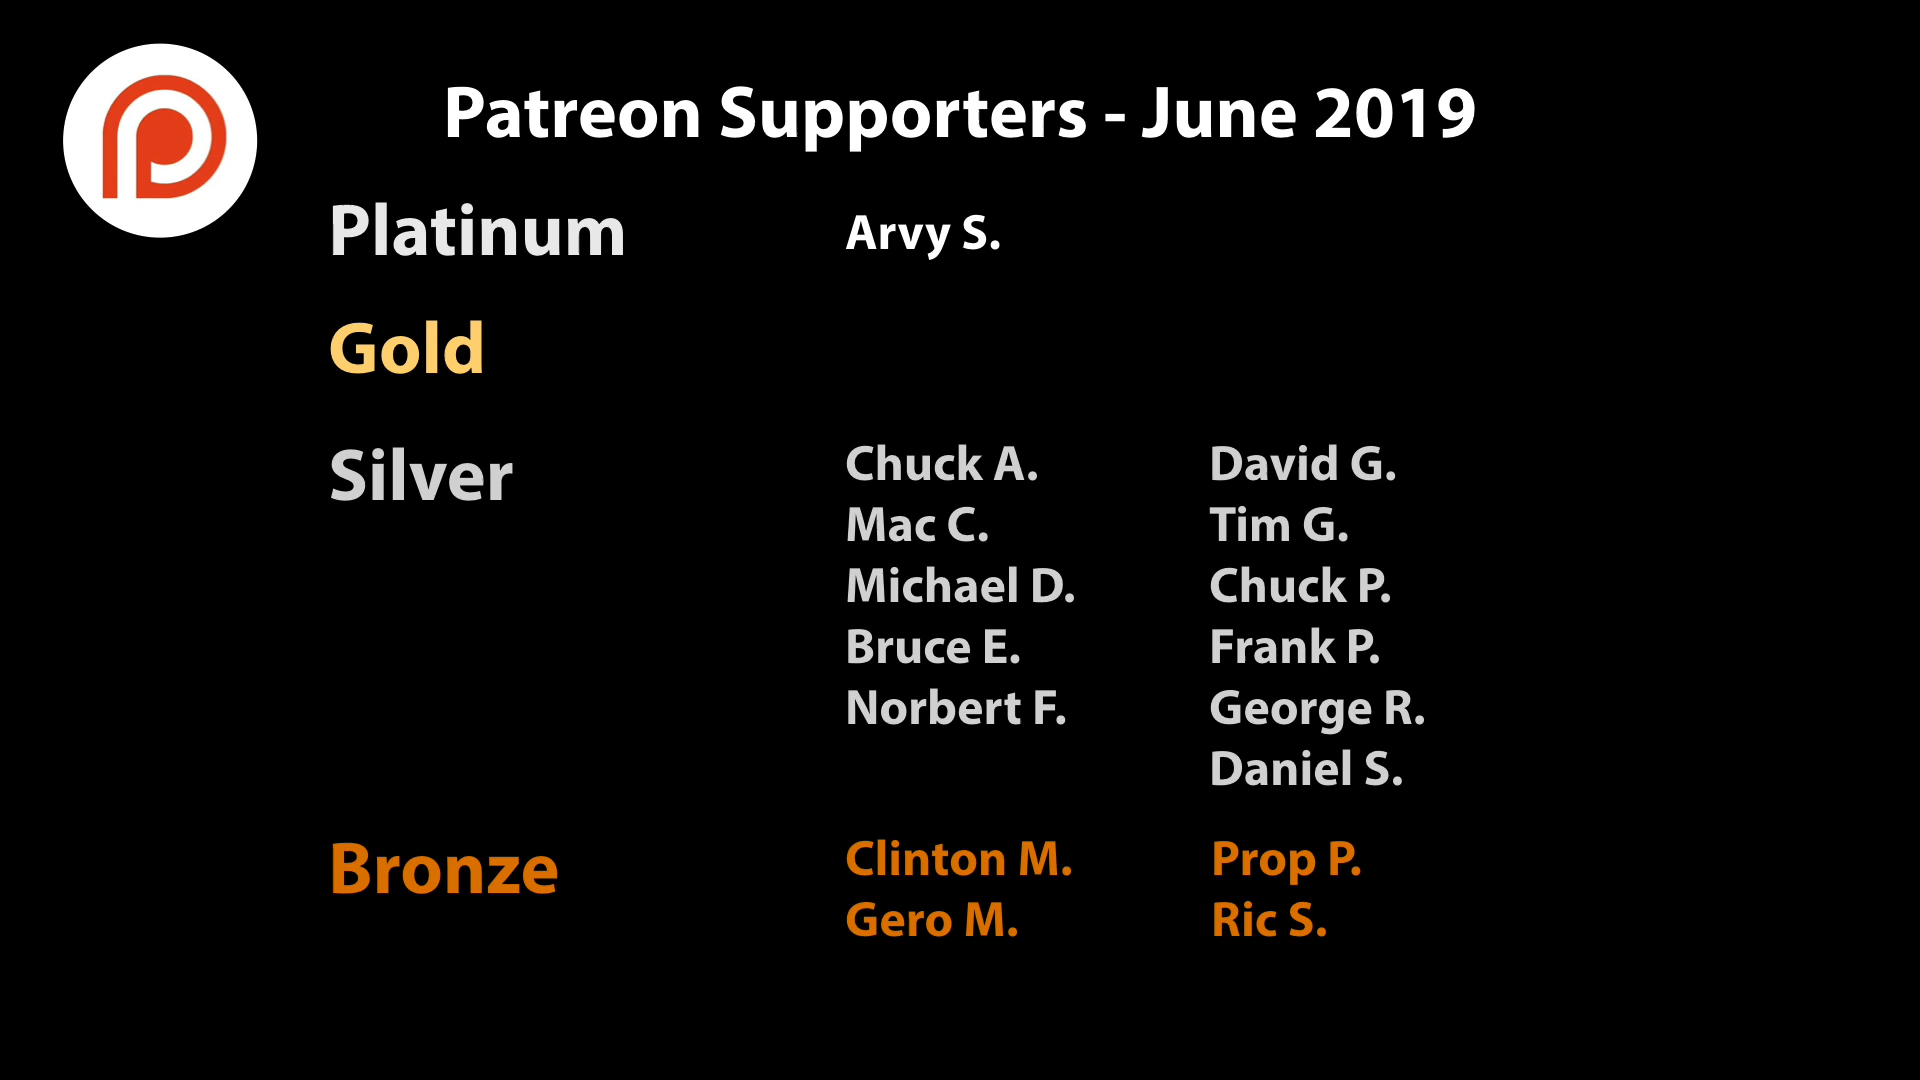 Patreon Supporters - June 2019
Platinum
Arvy S.
Gold
Silver
Chuck A.
Mac C.
Michael D.
Bruce E.
Norbert F.
David G.
Tim G.
Chuck P.
Frank P.
George R.
Daniel S.
Bronze
Clinton M.
Gero M.
Prop P.
Ric S.